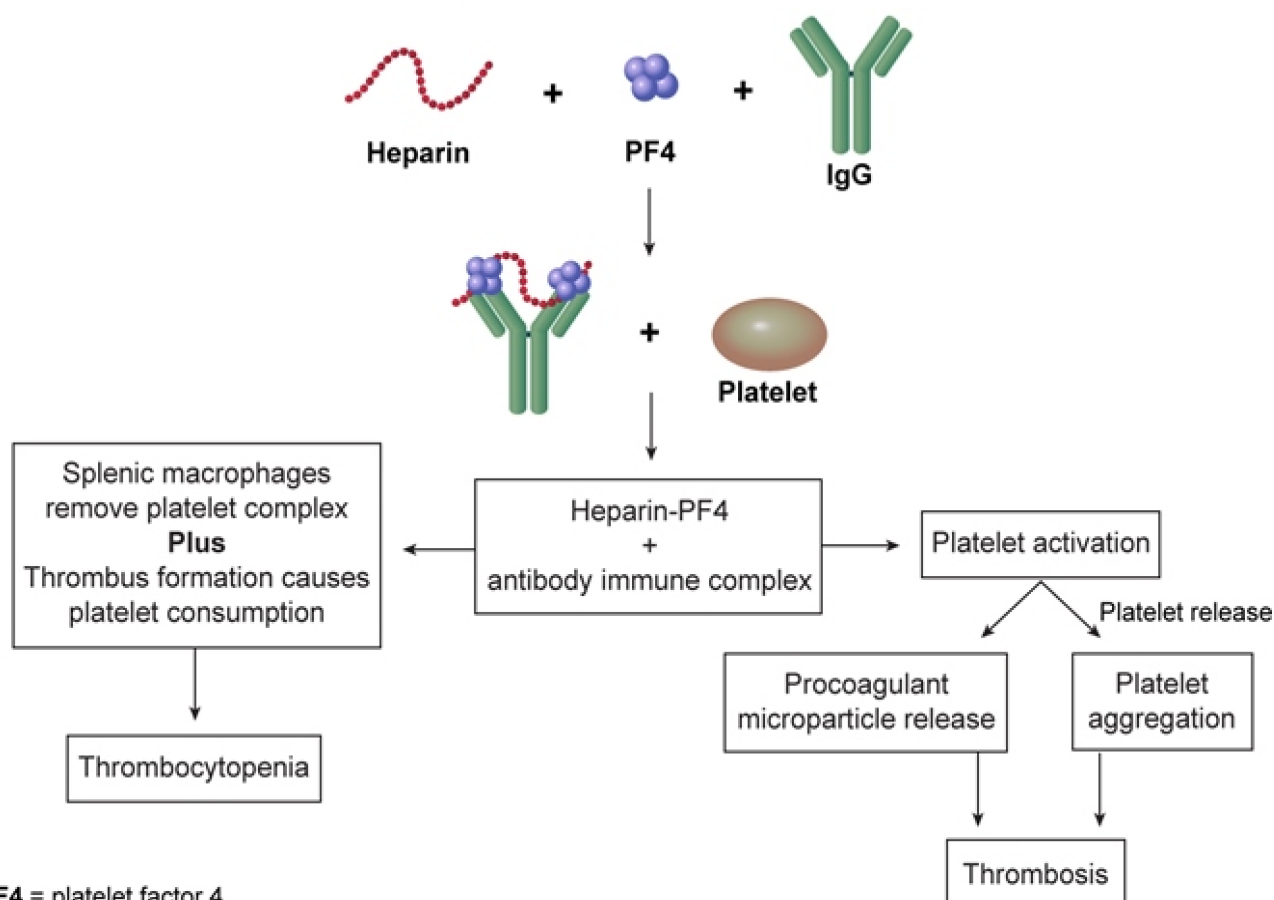 +
+
Heparin
PF4
IgG
+
Platelet
Splenic macrophages
remove platelet complex
Plus
Thrombus formation causes
platelet consumption
Heparin-PF4
+
antibody immune complex
Platelet activation
Platelet release
Procoagulant
microparticle release
Platelet
aggregation
Thrombocytopenia
Thrombosis
= platelet factor 4